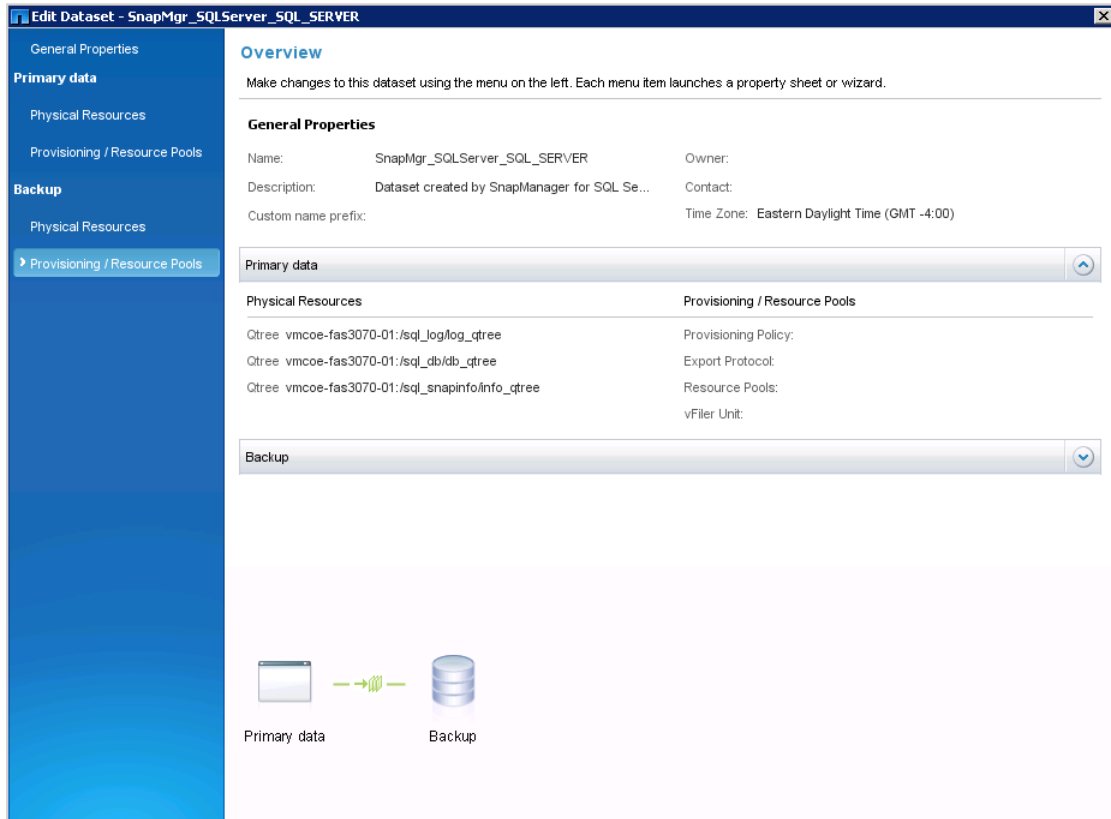 Edit Dataset - SnapMgr_SQLServer_SQL_SERVER
General Properties
Primary data
Physical Resources
Provisioning / Resource Pools
Backup
Physical Resources
Provisioning / Resource Pools
Overview
Make changes to this dataset using the menu on the left. Each menu item launches a property sheet or wizard.
General Properties
Name: SnapMgr_SQLServer_SQL_SERVER Owner:
Description: Dataset created by SnapManager for SQL Se... Contact:
Custom name prefix: Time Zone: Eastern Daylight Time (GMT -4:00)
Primary data
Physical Resources Provisioning / Resource Pools
Qtree vmcoe-fas3070-01:/sql_log/log_qtree Provisioning Policy:
Qtree vmcoe-fas3070-01:/sql_db/db_qtree Export Protocol:
Qtree vmcoe-fas3070-01:/sql_snapinfo/info_qtree Resource Pools:
vFiler Unit:
Backup
Primary data Backup